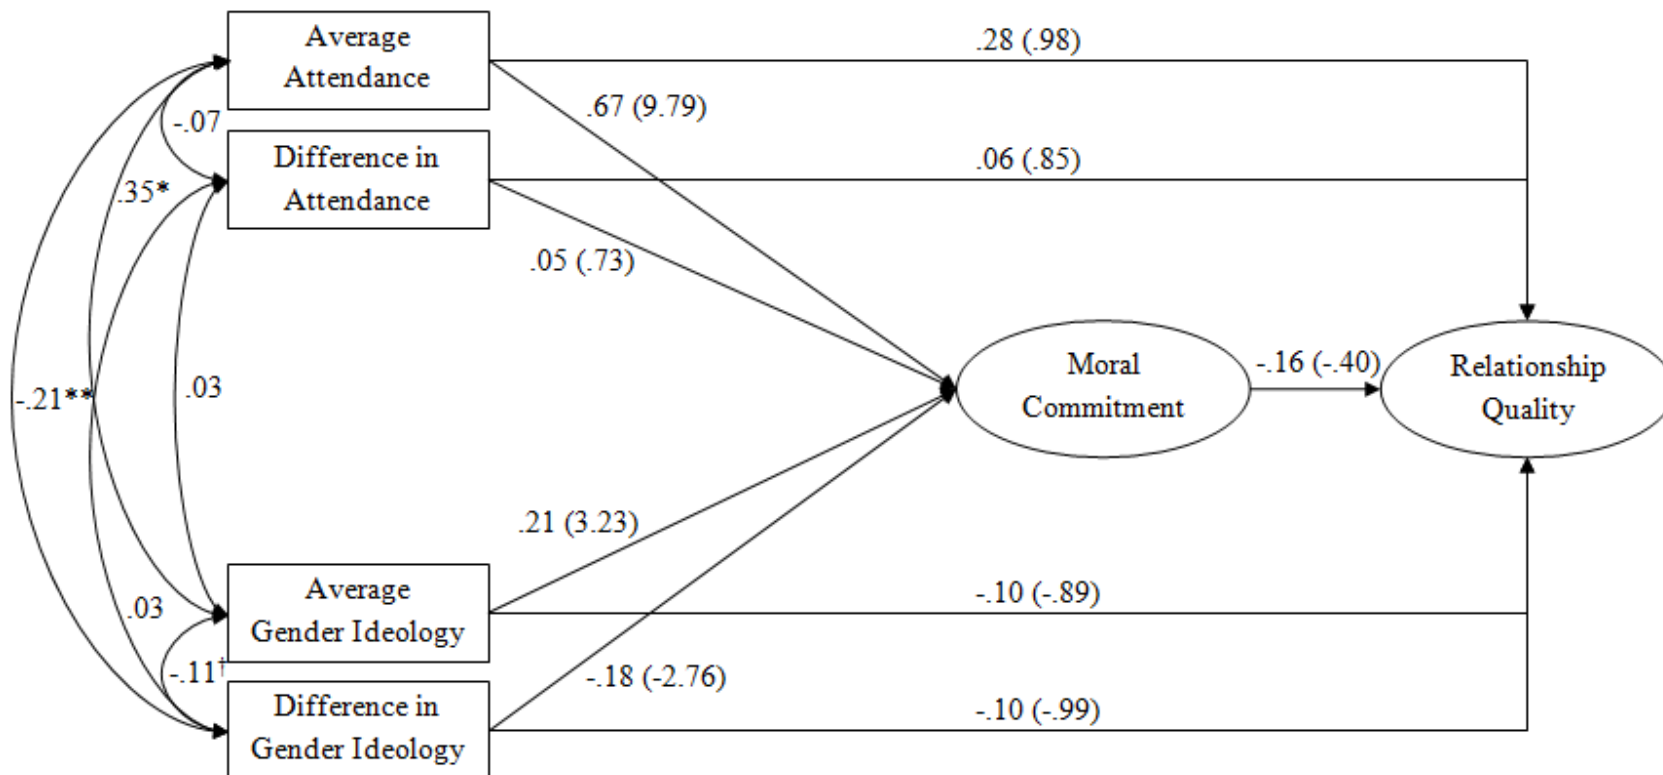 Average
Attendance
.28 (.98)
-.07
.67 (9.79)
Difference in
Attendance
.06 (.85)
.35*
.05 (.73)
-.21**
.03
Moral
Commitment
-.16 (-.40)
Relationship
Quality
.21 (3.23)
Average
Gender Ideology
-.10 (-.89)
.03
-.11†
-.18 (-2.76)
Difference in
Gender Ideology
-.10 (-.99)